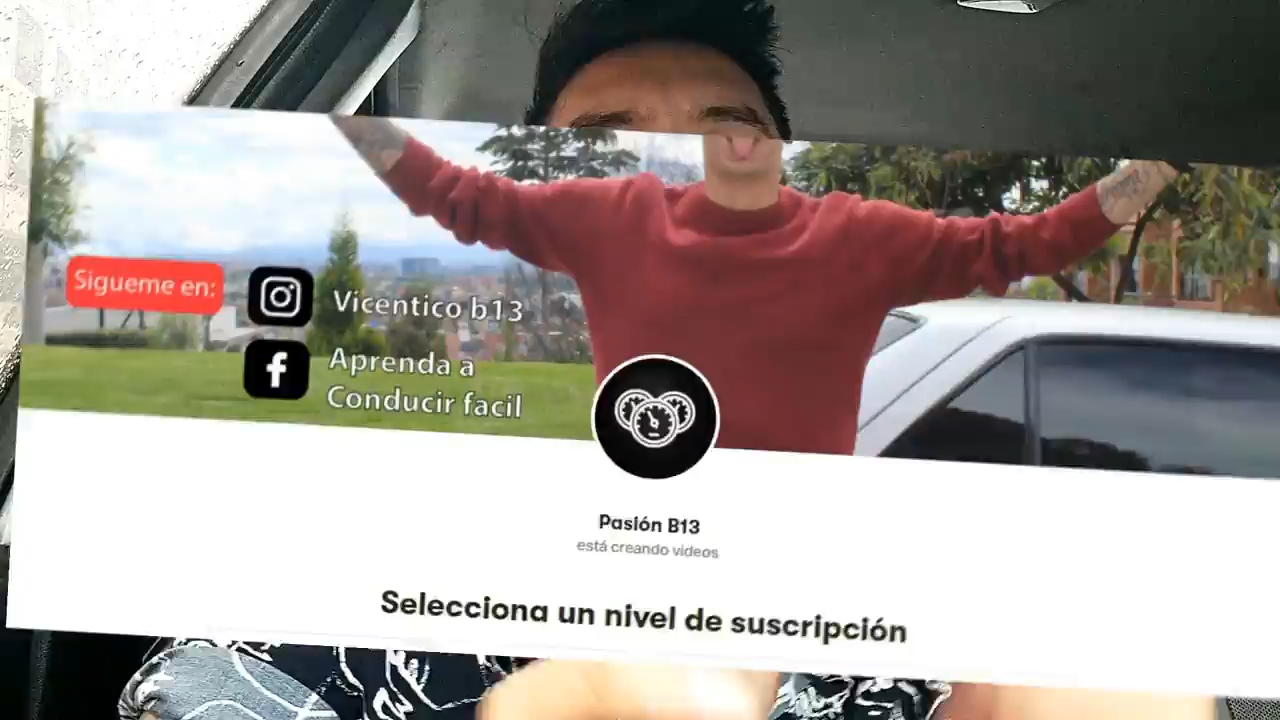 Sigueme en:
Vicentico b13
Aprenda a
Conducir facil
Pasión B13
está creando videos
Selecciona un nivel de suscripción